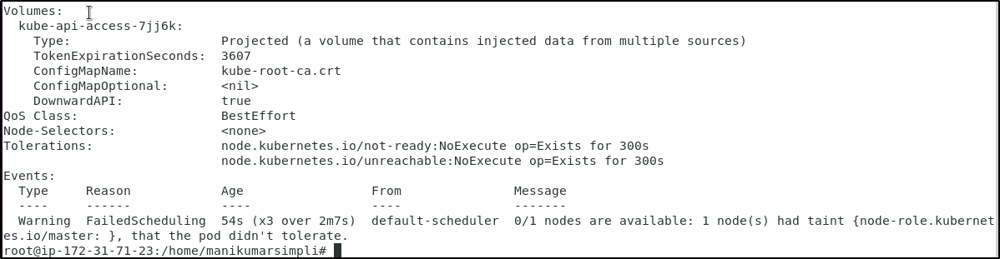 Volumes:
  kube-api-access-7jj6k:
    Type:                    Projected (a volume that contains injected data from multiple sources)
    TokenExpirationSeconds:  3607
    ConfigMapName:           kube-root-ca.crt
    ConfigMapOptional:       <nil>
    DownwardAPI:             true
QoS Class:                   BestEffort
Node-Selectors:              <none>
Tolerations:                 node.kubernetes.io/not-ready:NoExecute op=Exists for 300s
                             node.kubernetes.io/unreachable:NoExecute op=Exists for 300s
Events:
  Type     Reason            Age                 From               Message
  ----     ------            ----                ----               -------
  Warning  FailedScheduling  54s (x3 over 2m7s)  default-scheduler  0/1 nodes are available: 1 node(s) had taint {node-role.kubernet
es.io/master: }, that the pod didn't tolerate.
root@ip-172-31-71-23:/home/manikumarsimpli#